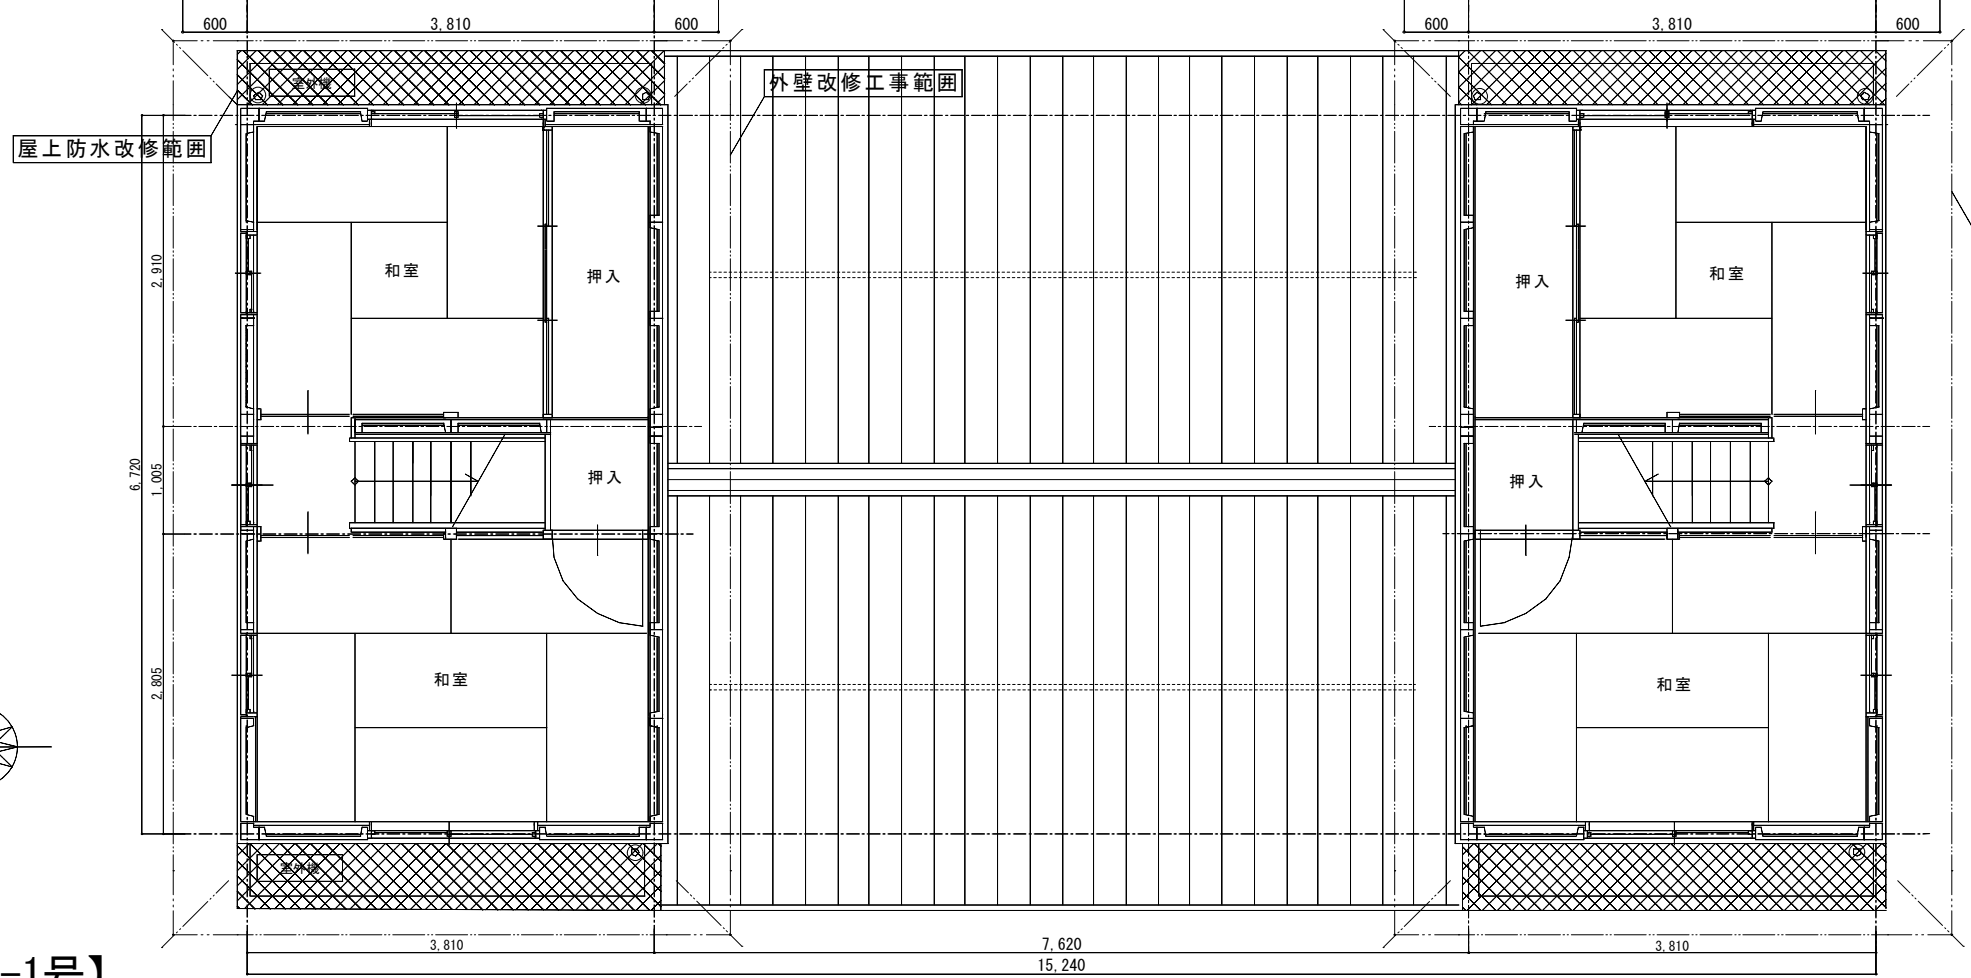 600 3,810 600 600 3,810 600
室外機
外壁改修工事範囲
屋上防水改修範囲
2,910
和室
押入
押入
和室
6,720
1,005
押入
押入
2,805
和室
和室
室外機
3,810 7,620 3,810
15,240
-1号】